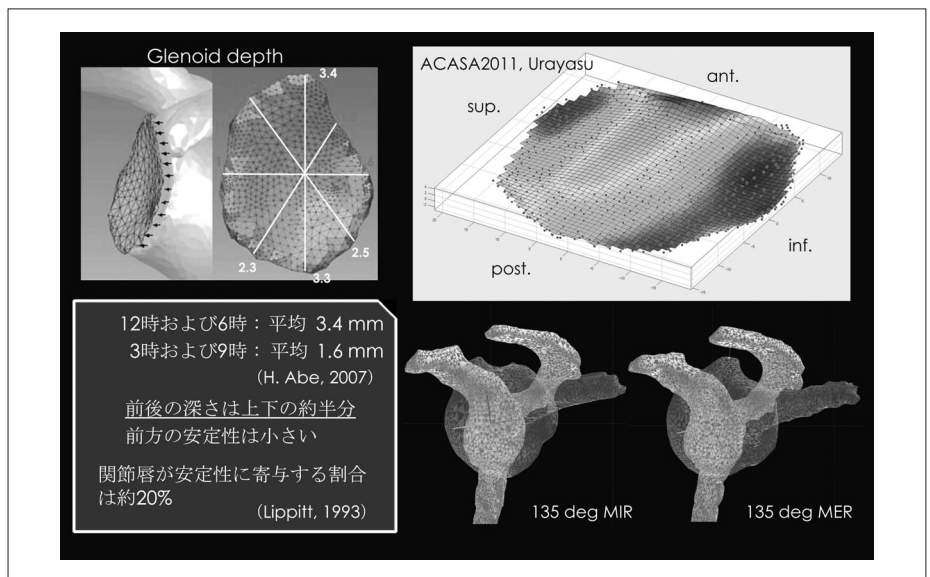 Glenoid depth
3.4
2.5
2.3
3.3
ACASA2011, Urayasu
ant.
sup.
inf.
post.
12時および6時：平均 3.4 mm
3時および9時：平均 1.6 mm
（H. Abe, 2007）
前後の深さは上下の約半分
前方の安定性は小さい
関節唇が安定性に寄与する割合
は約20%
（Lippitt, 1993）
135 deg MIR
135 deg MER